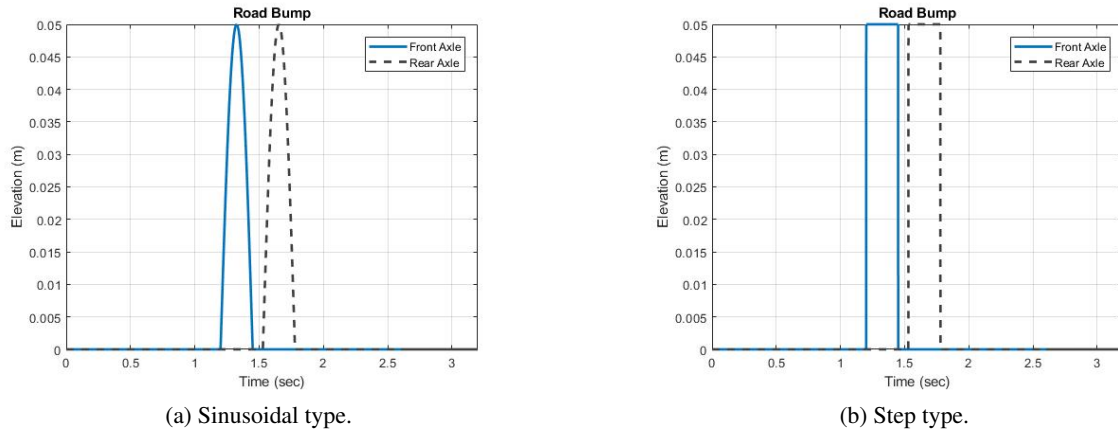 Road Bump
Front Axle
Rear Axle
0.05
0.045
0.04
0.035
0.03
0.025
0.02
0.015
0.01
0.005
0
Elevation (m)
0 0.5 1 1.5 2 2.5 3
Time (sec)
(a) Sinusoidal type.
Road Bump
Front Axle
Rear Axle
0.05
0.045
0.04
0.035
0.03
0.025
0.02
0.015
0.01
0.005
0
Elevation (m)
0 0.5 1 1.5 2 2.5 3
Time (sec)
(b) Step type.